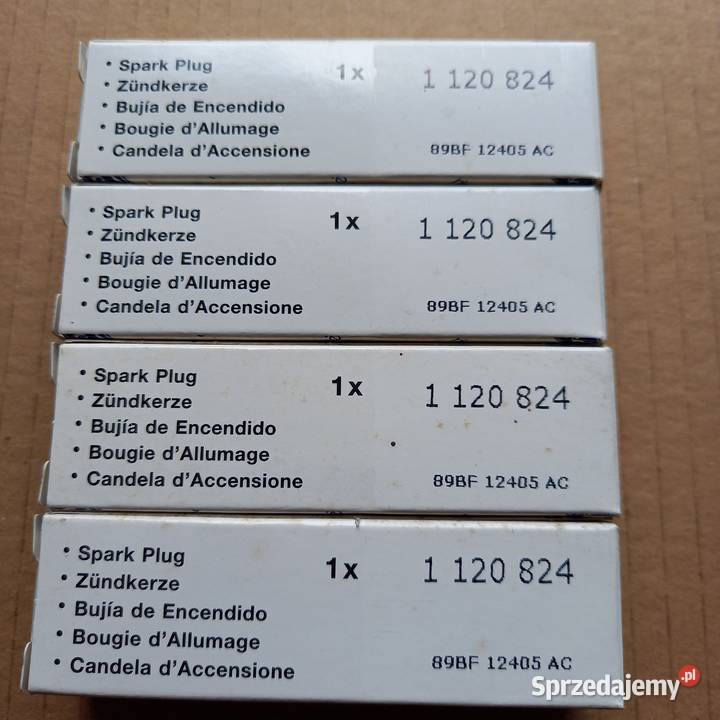 • Spark Plug 1x 1 120 824
• Zündkerze
• Bujía de Encendido
• Bougie d'Allumage
• Candela d'Accensione 89BF 12405 AC
• Spark Plug 1x 1 120 824
• Zündkerze
• Bujía de Encendido
• Bougie d'Allumage
• Candela d'Accensione 89BF 12405 AC
• Spark Plug 1x 1 120 824
• Zündkerze
• Bujía de Encendido
• Bougie d'Allumage
• Candela d'Accensione 89BF 12405 AC
• Spark Plug 1x 1 120 824
• Zündkerze
• Bujía de Encendido
• Bougie d'Allumage
• Candela d'Accensione 89BF 12405 AC
Sprzedajemy.pl